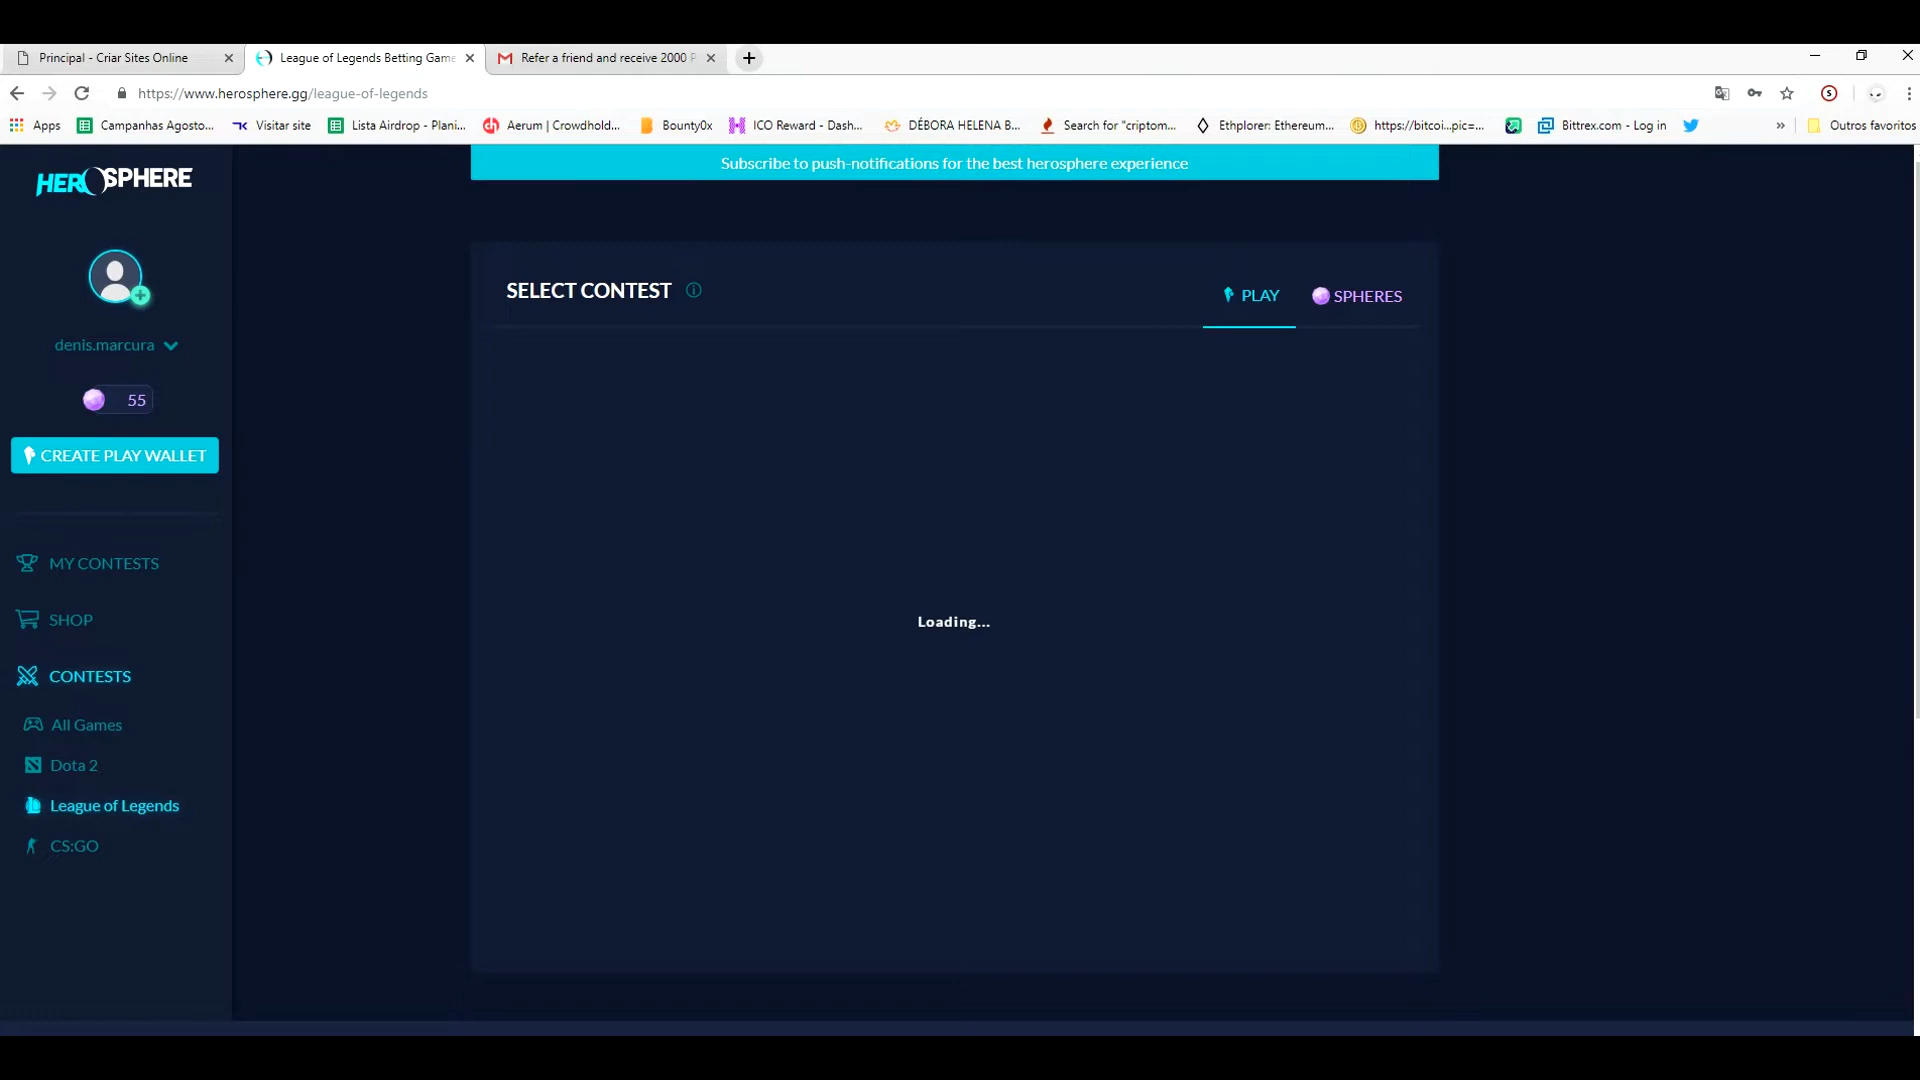 Principal - Criar Sites Online
League of Legends Betting Game
Refer a friend and receive 2000 P
https://www.herosphere.gg/league-of-legends
Apps
Campanhas Agosto...
Visitar site
Lista Airdrop - Plani...
Aerum | Crowdhold...
Bounty0x
ICO Reward - Dash...
DÉBORA HELENA B...
Search for "criptom...
Ethplorer: Ethereum...
https://bitcoi...pic=...
Bittrex.com - Log in
»
Outros favoritos
HEROSPHERE
Subscribe to push-notifications for the best herosphere experience
SELECT CONTEST
PLAY
SPHERES
denis.marcura
55
CREATE PLAY WALLET
MY CONTESTS
SHOP
CONTESTS
All Games
Dota 2
League of Legends
CS:GO
Loading...